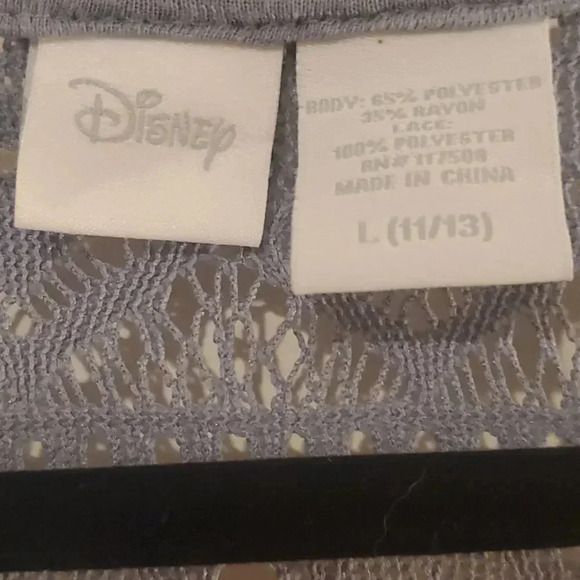 Disney
BODY: 65% POLYESTER
35% RAYON
LACE:
100% POLYESTER
RN# 117508
MADE IN CHINA
L (11/13)